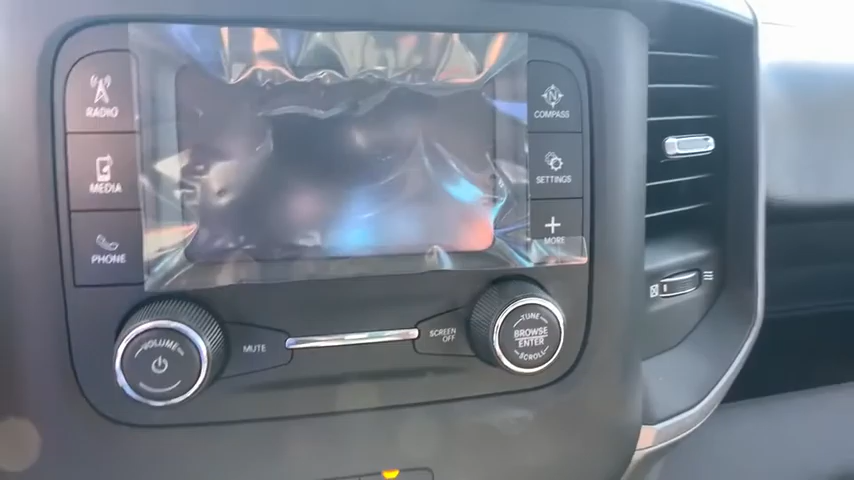 RADIO
MEDIA
PHONE
N
COMPASS
SETTINGS
MORE
VOLUME
MUTE
SCREEN
OFF
TUNE
BROWSE
ENTER
SCROLL